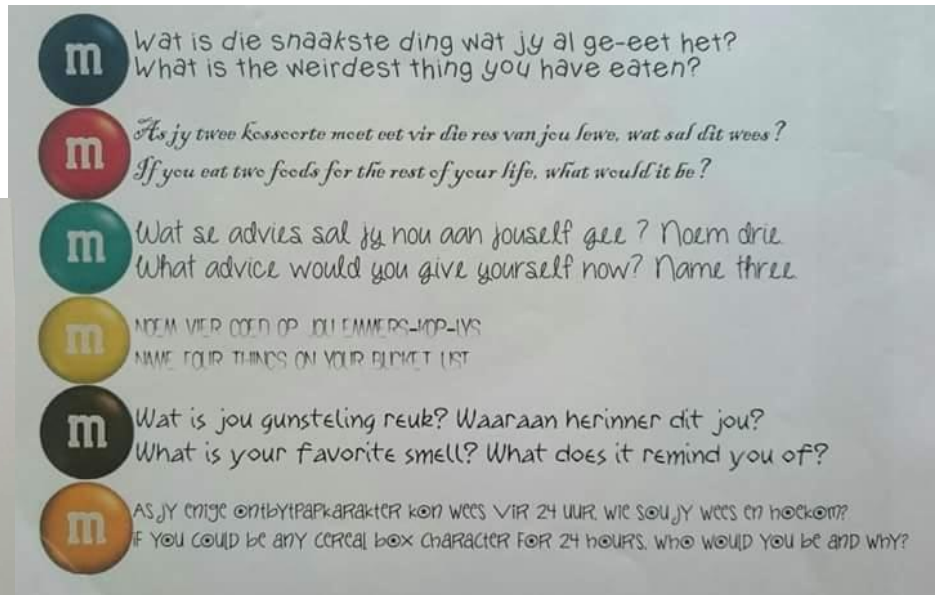 m Wat is die snaakste ding wat jy al ge-eet het?
What is the weirdest thing you have eaten?
m As jy twee kossoorte moet eet vir die res van jou lewe, wat sal dit wees?
If you eat two foods for the rest of your life, what would it be?
m Wat se advies sal jy nou aan jouself gee? Noem drie
What advice would you give yourself now? Name three
m NOEM VIER GOED OP JOU EMMERS-KOP-LYS
NAME FOUR THINGS ON YOUR BUCKET LIST
m Wat is jou gunsteling reuk? Waaraan herinner dit jou?
What is your favorite smell? What does it remind you of?
m As jy enige ontbytpapkarakter kon wees vir 24 uur, wie sou jy wees en hoekom?
If you could be any cereal box character for 24 hours, who would you be and why?